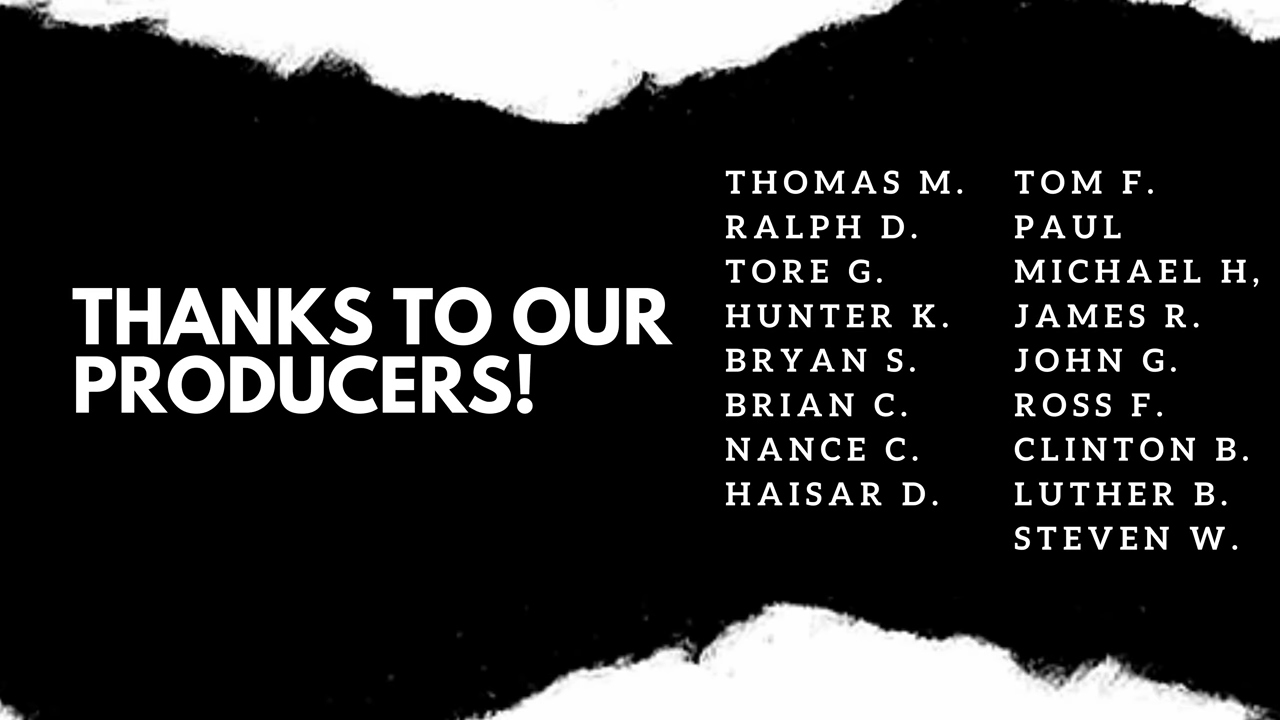 THANKS TO OUR
PRODUCERS!
THOMAS M.
RALPH D.
TORE G.
HUNTER K.
BRYAN S.
BRIAN C.
NANCE C.
HAISAR D.
TOM F.
PAUL
MICHAEL H,
JAMES R.
JOHN G.
ROSS F.
CLINTON B.
LUTHER B.
STEVEN W.